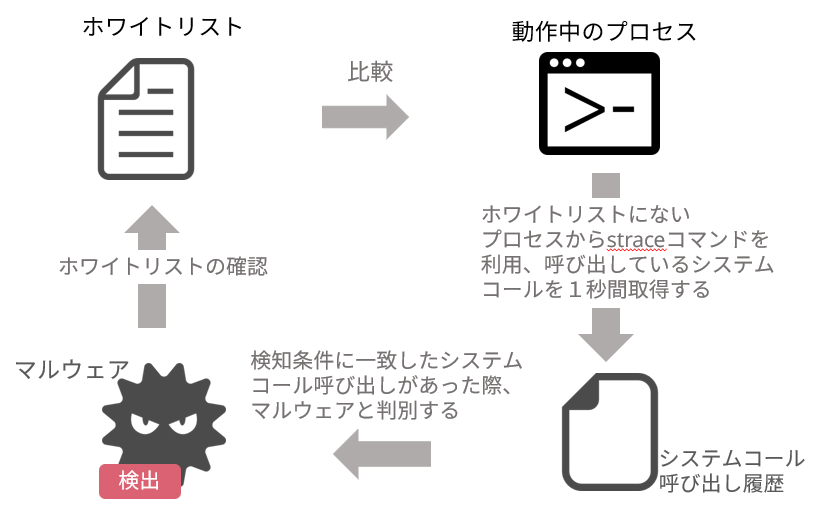 ホワイトリスト
動作中のプロセス
比較
>-
ホワイトリストにない
プロセスからstraceコマンドを
利用、呼び出しているシステム
コールを１秒間取得する
ホワイトリストの確認
検知条件に一致したシステム
コール呼び出しがあった際、
マルウェアと判別する
マルウェア
検出
システムコール
呼び出し履歴